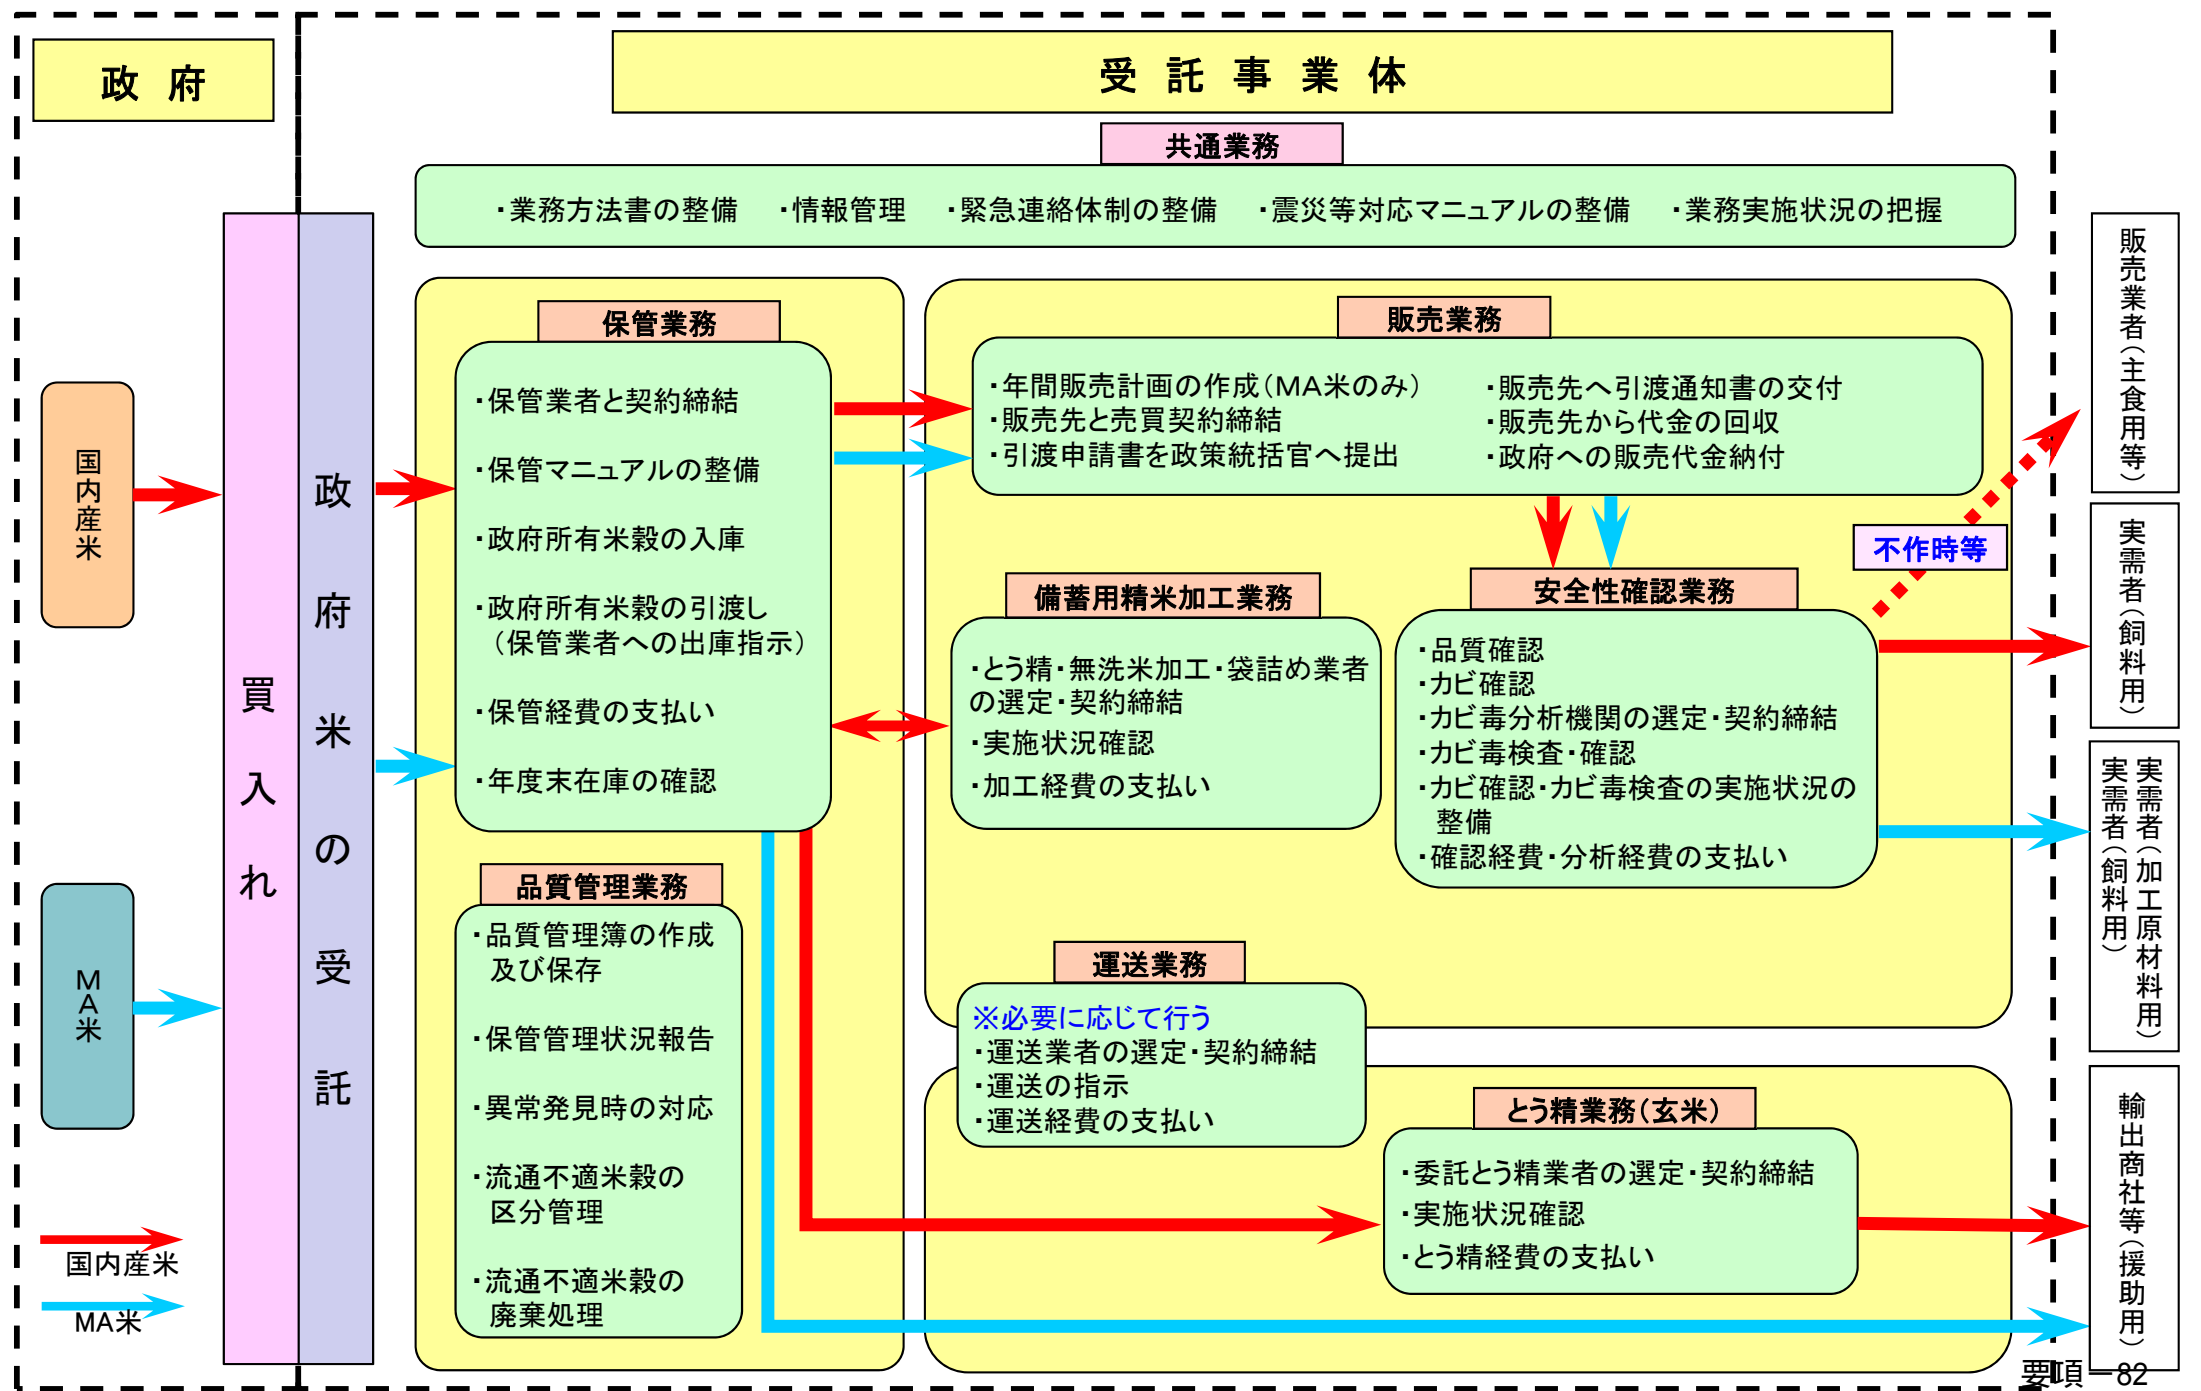 政　府
受　託　事　業　体
共通業務
・業務方法書の整備　・情報管理　・緊急連絡体制の整備　・震災等対応マニュアルの整備　・業務実施状況の把握
国内産米
MA米
買入れ
政府米の受託
保管業務
・保管業者と契約締結
・保管マニュアルの整備
・政府所有米穀の入庫
・政府所有米穀の引渡し
（保管業者への出庫指示）
・保管経費の支払い
・年度末在庫の確認
品質管理業務
・品質管理簿の作成
及び保存
・保管管理状況報告
・異常発見時の対応
・流通不適米穀の
区分管理
・流通不適米穀の
廃棄処理
販売業務
・年間販売計画の作成（MA米のみ）
・販売先と売買契約締結
・引渡申請書を政策統括官へ提出
・販売先へ引渡通知書の交付
・販売先から代金の回収
・政府への販売代金納付
備蓄用精米加工業務
・とう精・無洗米加工・袋詰め業者
の選定・契約締結
・実施状況確認
・加工経費の支払い
安全性確認業務
・品質確認
・カビ確認
・カビ毒分析機関の選定・契約締結
・カビ毒検査・確認
・カビ確認・カビ毒検査の実施状況の
整備
・確認経費・分析経費の支払い
不作時等
運送業務
※必要に応じて行う
・運送業者の選定・契約締結
・運送の指示
・運送経費の支払い
とう精業務（玄米）
・委託とう精業者の選定・契約締結
・実施状況確認
・とう精経費の支払い
販売業者（主食用等）
実需者（飼料用）
実需者（加工原材料用）
実需者（飼料用）
輸出商社等（援助用）
国内産米
MA米
要項－82